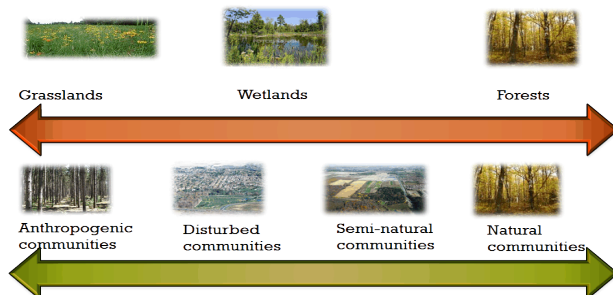 Grasslands
Wetlands
Forests
Anthropogenic
communities
Disturbed
communities
Semi-natural
communities
Natural
communities